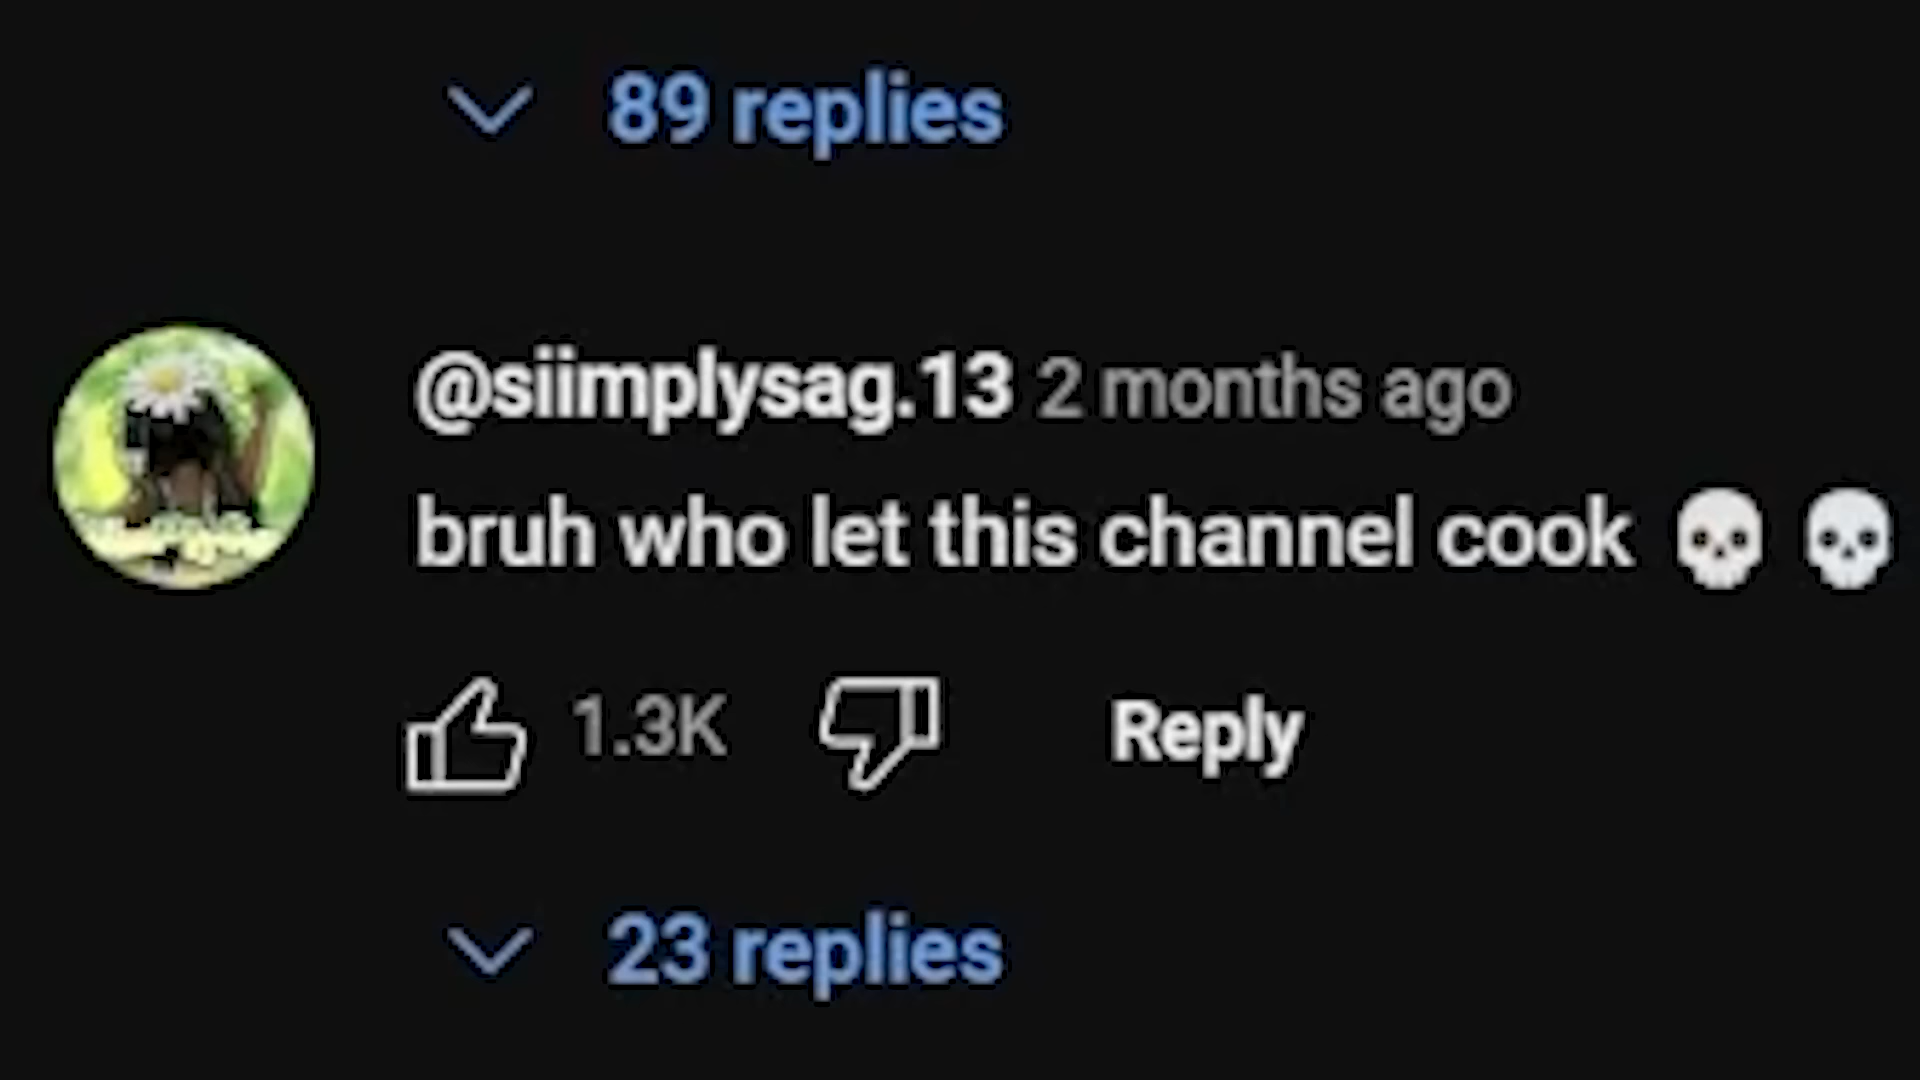 89 replies
@siimplysag.13 2 months ago
bruh who let this channel cook 💀 💀
1.3K Reply
23 replies